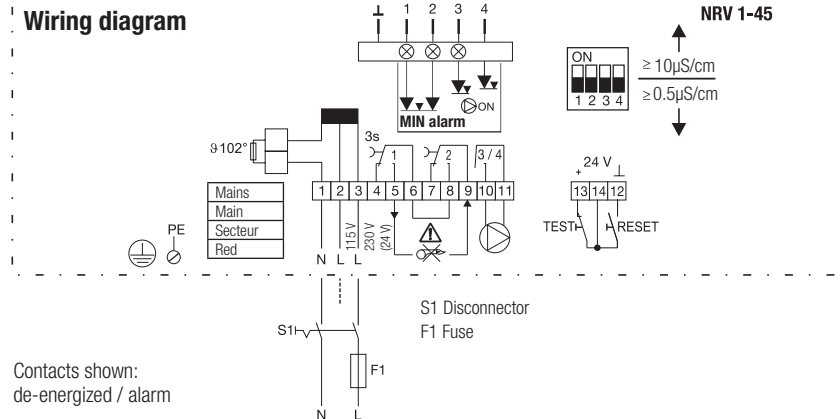 Wiring diagram
⊥ 1 2 3 4
NRV 1-45
ON
1 2 3 4
≥ 10µS/cm
≥ 0.5µS/cm
ON
MIN alarm
ϑ102°
3s
1
2
3 / 4
24 V
+ ⊥
1 2 3 4 5 6 7 8 9 10 11
13 14 12
Mains
Main
Secteur
Red
115 V
230 V
(24 V)
TEST
RESET
PE
N L L
S1 Disconnector
F1 Fuse
S1
F1
Contacts shown:
de-energized / alarm
N L